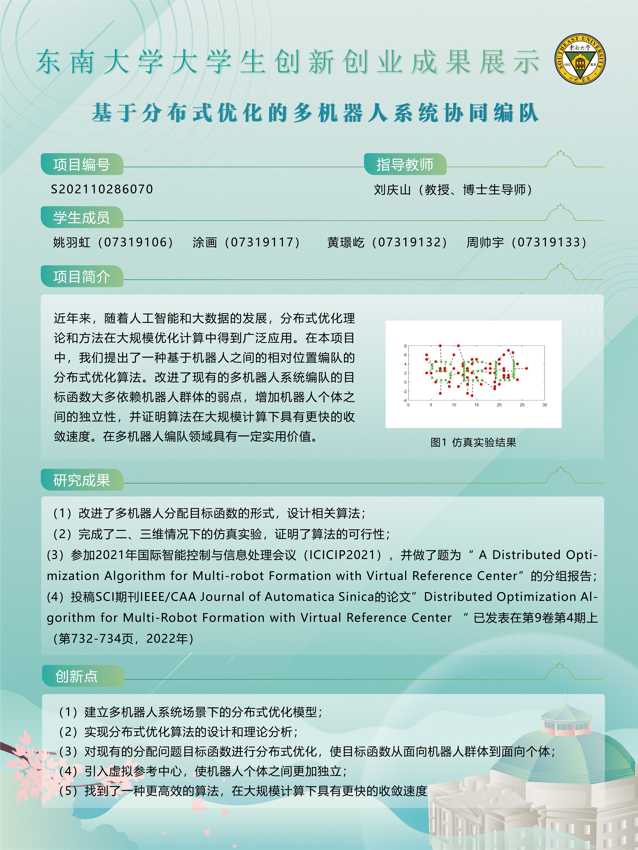 东南大学大学生创新创业成果展示
SOUTHEAST UNIVERSITY
基于分布式优化的多机器人系统协同编队
项目编号
指导教师
S202110286070
刘庆山（教授、博士生导师）
学生成员
姚羽虹（07319106） 涂画（07319117） 黄璟屹（07319132） 周帅宇（07319133）
项目简介
近年来，随着人工智能和大数据的发展，分布式优化理
论和方法在大规模优化计算中得到广泛应用。在本项目
中，我们提出了一种基于机器人之间的相对位置编队的
分布式优化算法。改进了现有的多机器人系统编队的目
标函数大多依赖机器人群体的弱点，增加机器人个体之
间的独立性，并证明算法在大规模计算下具有更快的收
敛速度。在多机器人编队领域具有一定实用价值。
8
6
4
2
0
-2
-4
0 5 10 15 20 25 30
图1 仿真实验结果
研究成果
（1）改进了多机器人分配目标函数的形式，设计相关算法；
（2）完成了二、三维情况下的仿真实验，证明了算法的可行性；
(3）参加2021年国际智能控制与信息处理会议（ICICIP2021），并做了题为“ A Distributed Opti-
mization Algorithm for Multi-robot Formation with Virtual Reference Center”的分组报告；
(4）投稿SCI期刊IEEE/CAA Journal of Automatica Sinica的论文”Distributed Optimization Al-
gorithm for Multi-Robot Formation with Virtual Reference Center “已发表在第9卷第4期上
（第732-734页，2022年）
创新点
（1）建立多机器人系统场景下的分布式优化模型；
（2）实现分布式优化算法的设计和理论分析；
（3）对现有的分配问题目标函数进行分布式优化，使目标函数从面向机器人群体到面向个体；
（4）引入虚拟参考中心，使机器人个体之间更加独立；
（5）找到了一种更高效的算法，在大规模计算下具有更快的收敛速度